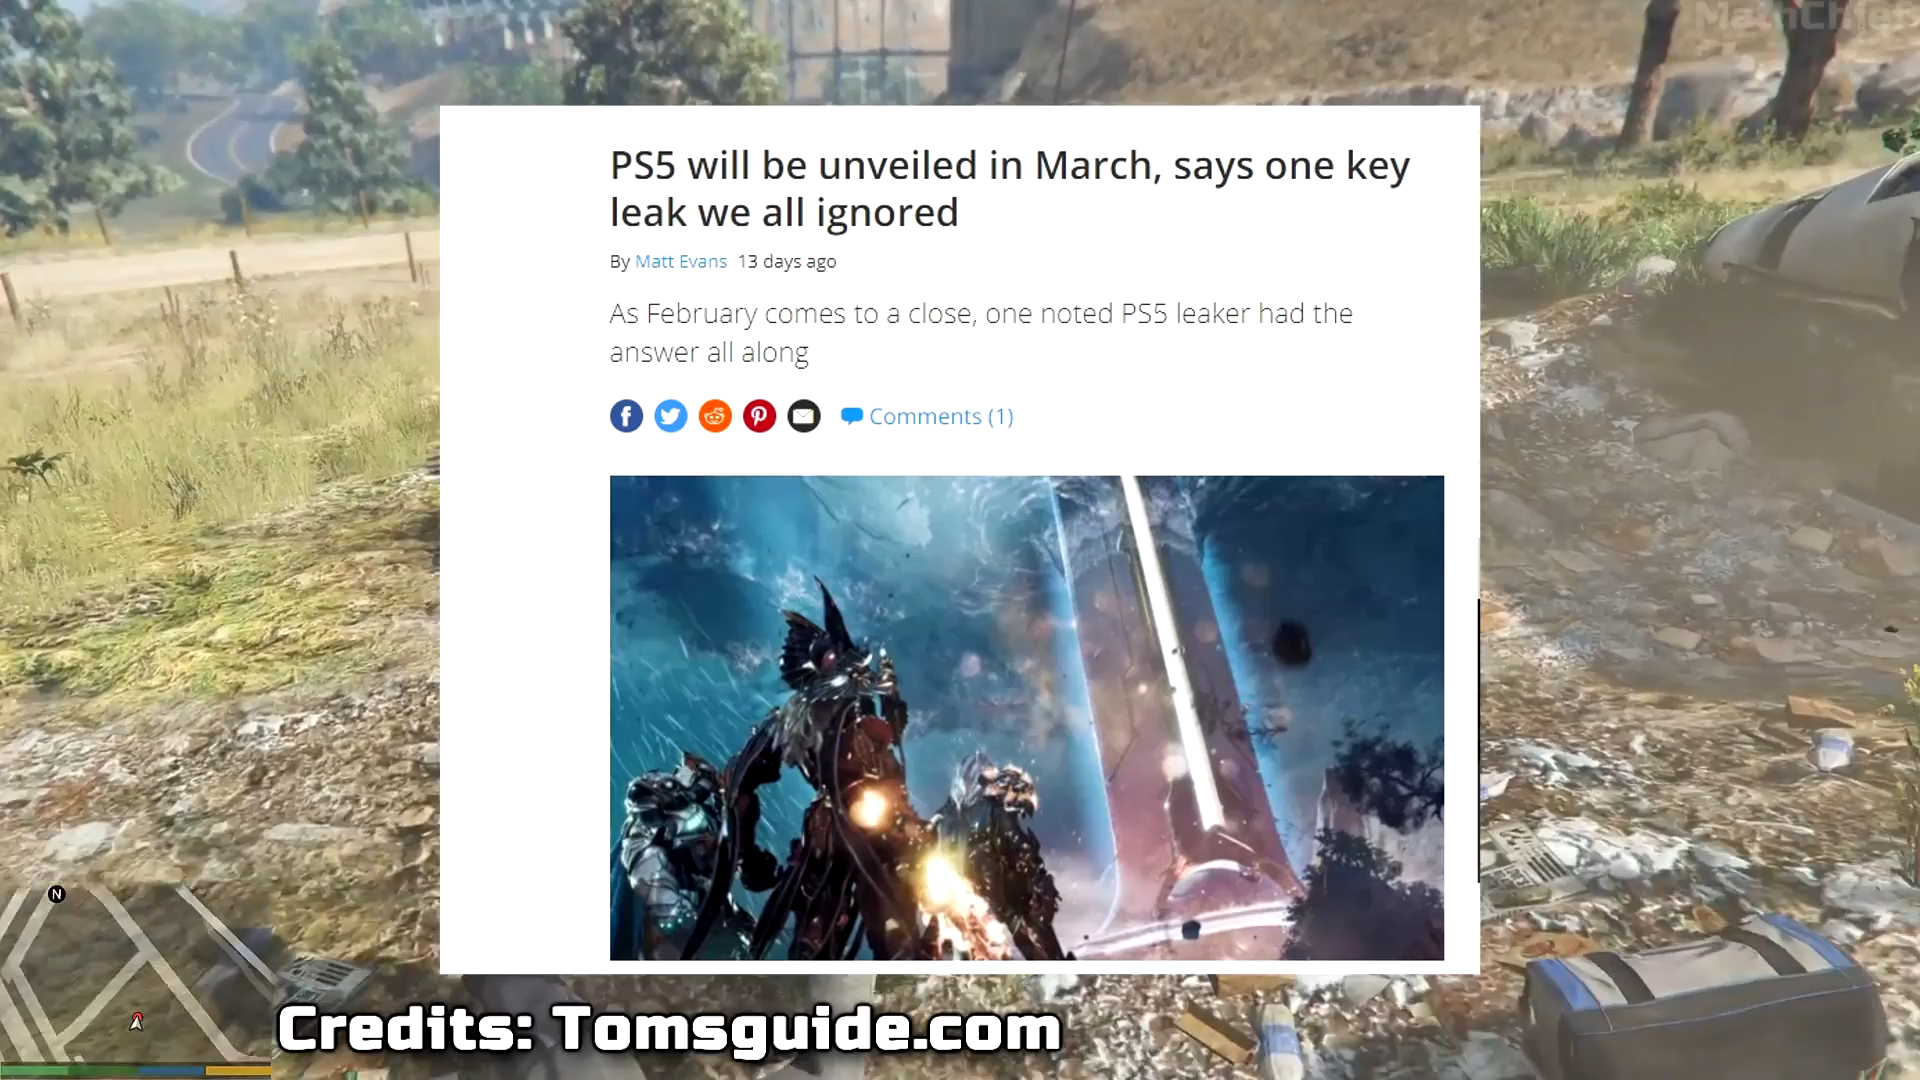 MathChief
PS5 will be unveiled in March, says one key
leak we all ignored
By Matt Evans 13 days ago
As February comes to a close, one noted PS5 leaker had the
answer all along
Comments (1)
N
Credits: Tomsguide.com